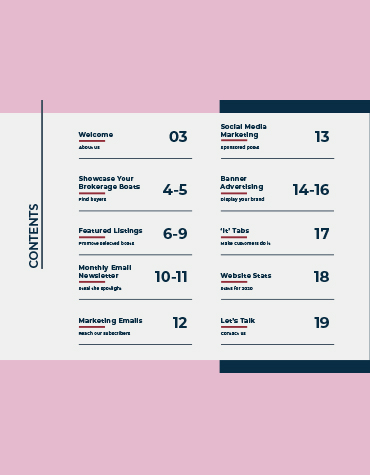 CONTENTS
Welcome
03
About us
Showcase Your
Brokerage Boats
4-5
Find buyers
Featured Listings
6-9
Promote selected boats
Monthly Email
Newsletter
10-11
Steal the spotlight
Marketing Emails
12
Reach our subscribers
Social Media
Marketing
13
Sponsored posts
Banner
Advertising
14-16
Display your brand
'It' Tabs
17
Make customers do it
Website Stats
18
Stats for 2020
Let's Talk
19
Contact us